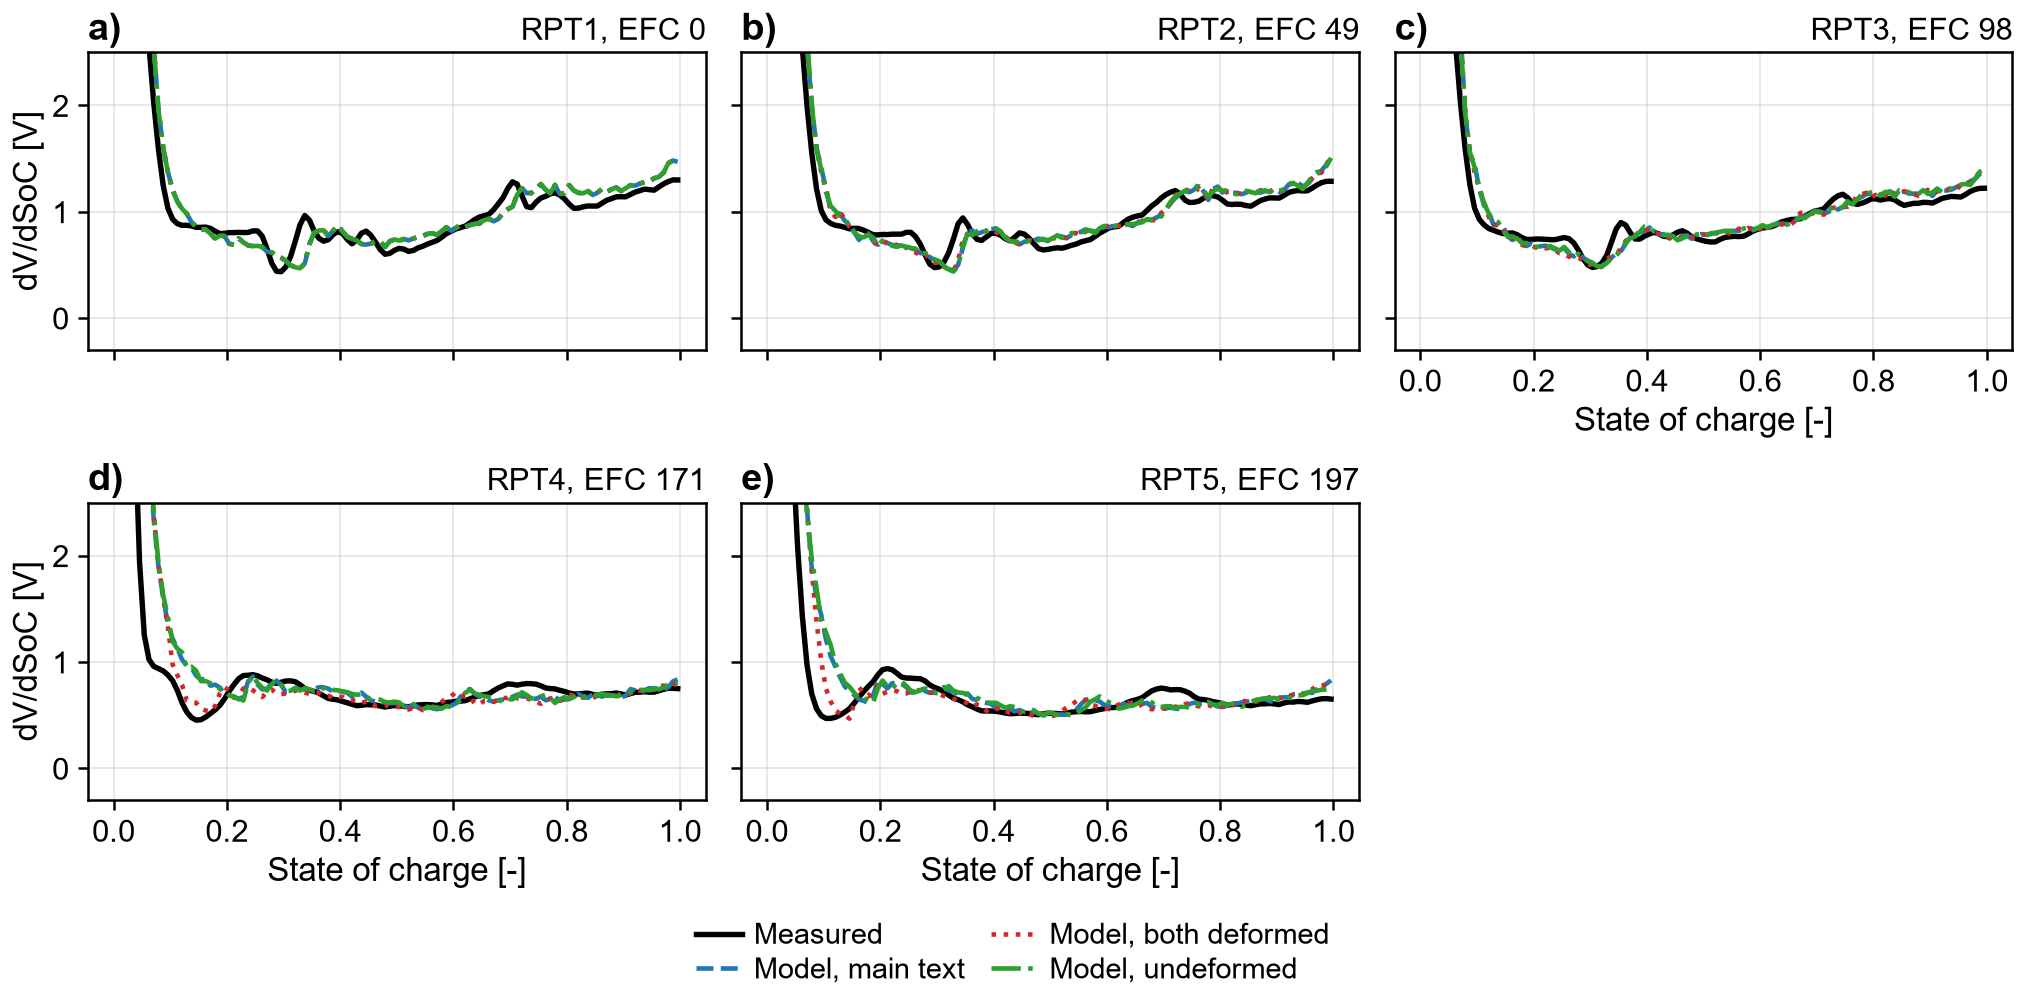 a) RPT1, EFC 0
b) RPT2, EFC 49
c) RPT3, EFC 98
dV/dSoC [V]
2
1
0
0.0 0.2 0.4 0.6 0.8 1.0
State of charge [-]
d) RPT4, EFC 171
e) RPT5, EFC 197
dV/dSoC [V]
2
1
0
0.0 0.2 0.4 0.6 0.8 1.0
State of charge [-]
0.0 0.2 0.4 0.6 0.8 1.0
State of charge [-]
Measured
Model, main text
Model, both deformed
Model, undeformed